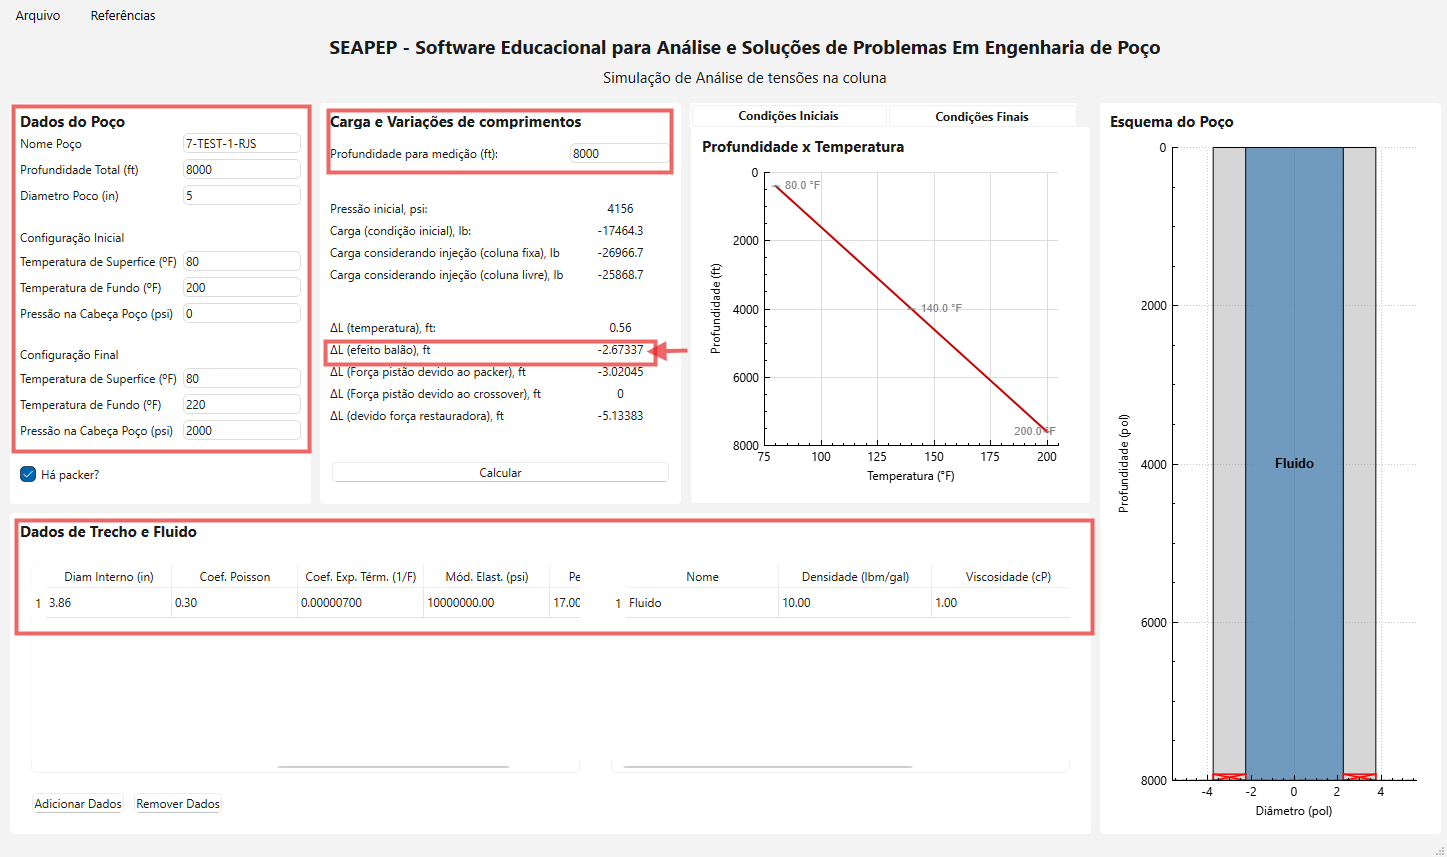 Arquivo Referências
SEAPEP - Software Educacional para Análise e Soluções de Problemas Em Engenharia de Poço
Simulação de Análise de tensões na coluna
Dados do Poço
Nome Poço 7-TEST-1-RJS
Profundidade Total (ft) 8000
Diametro Poco (in) 5
Configuração Inicial
Temperatura de Superfice (ºF) 80
Temperatura de Fundo (ºF) 200
Pressão na Cabeça Poço (psi) 0
Configuração Final
Temperatura de Superfice (ºF) 80
Temperatura de Fundo (ºF) 220
Pressão na Cabeça Poço (psi) 2000
Há packer?
Carga e Variações de comprimentos
Profundidade para medição (ft): 8000
Pressão inicial, psi: 4156
Carga (condição inicial), lb: -17464.3
Carga considerando injeção (coluna fixa), lb -26966.7
Carga considerando injeção (coluna livre), lb -25868.7
ΔL (temperatura), ft: 0.56
ΔL (efeito balão), ft -2.67337
ΔL (Força pistão devido ao packer), ft -3.02045
ΔL (Força pistão devido ao crossover), ft 0
ΔL (devido força restauradora), ft -5.13383
Calcular
Condições Iniciais Condições Finais
Profundidade x Temperatura
Profundidade (ft)
0
2000
4000
6000
8000
80.0 °F
140.0 °F
200.0 °F
75 100 125 150 175 200
Temperatura (°F)
Esquema do Poço
Profundidade (pol)
0
2000
4000
6000
8000
Fluido
-4 -2 0 2 4
Diâmetro (pol)
Dados de Trecho e Fluido
Diam Interno (in) Coef. Poisson Coef. Exp. Térm. (1/F) Mód. Elast. (psi) Pe
1 3.86 0.30 0.00000700 10000000.00 17.00
Nome Densidade (lbm/gal) Viscosidade (cP)
1 Fluido 10.00 1.00
Adicionar Dados Remover Dados